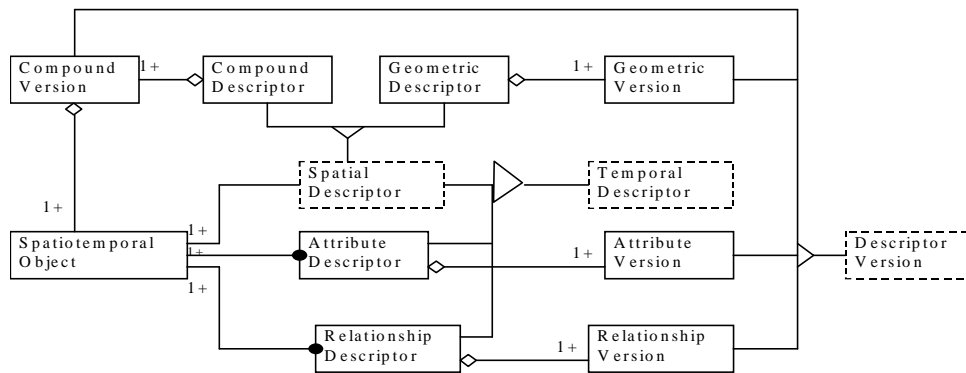 Compound
Version
1+
Compound
Descriptor
Geometric
Descriptor
1+
Geometric
Version
Spatial
Descriptor
Temporal
Descriptor
1+
Spatiotemporal
Object
1+
1+
1+
Attribute
Descriptor
1+
Attribute
Version
Descriptor
Version
Relationship
Descriptor
1+
Relationship
Version